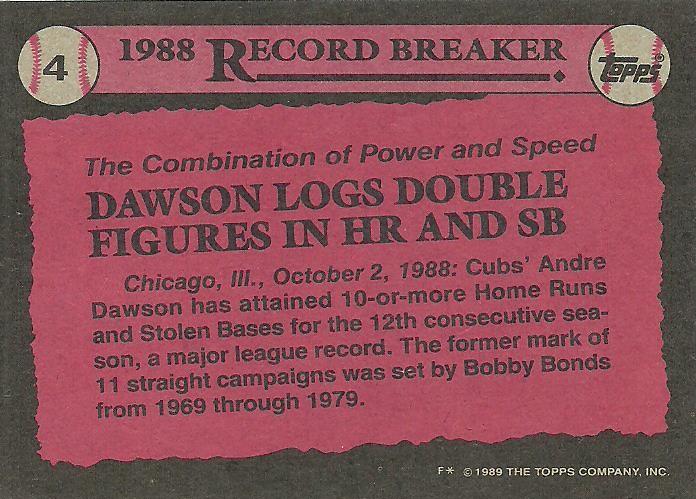 4
1988 RECORD BREAKER
TOPPS®
The Combination of Power and Speed
DAWSON LOGS DOUBLE
FIGURES IN HR AND SB
Chicago, Ill., October 2, 1988: Cubs' Andre
Dawson has attained 10-or-more Home Runs
and Stolen Bases for the 12th consecutive sea-
son, a major league record. The former mark of
11 straight campaigns was set by Bobby Bonds
from 1969 through 1979.
F* © 1989 THE TOPPS COMPANY, INC.